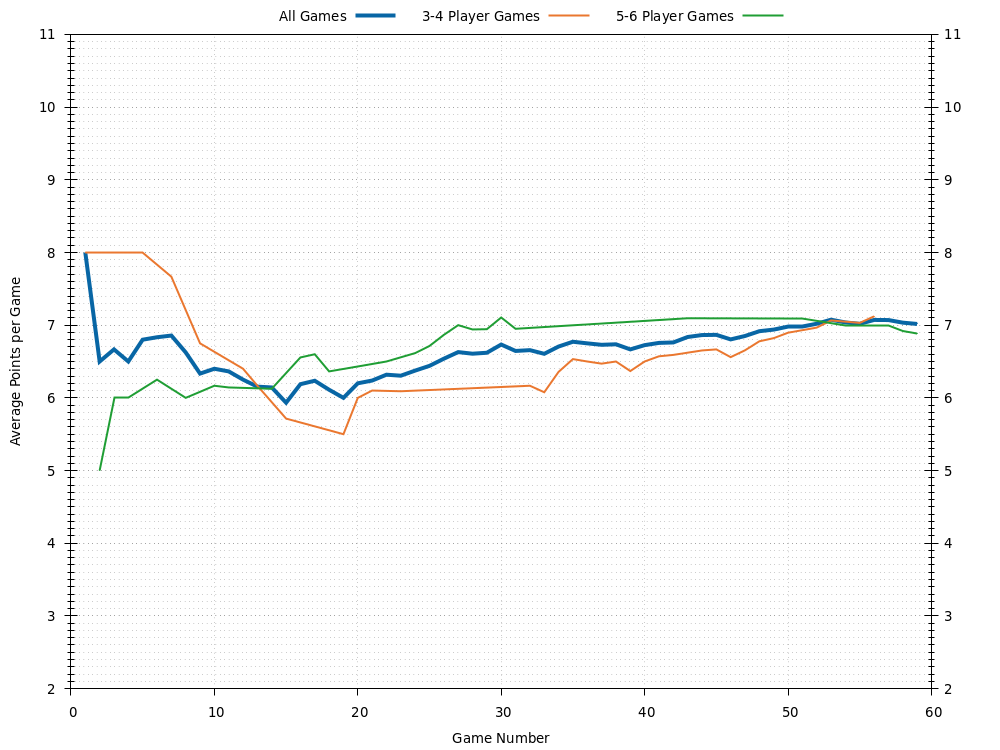 All Games 3-4 Player Games 5-6 Player Games
11 11
10 10
9 9
8 8
7 7
6 6
5 5
4 4
3 3
2 2
Average Points per Game
0 10 20 30 40 50 60
Game Number